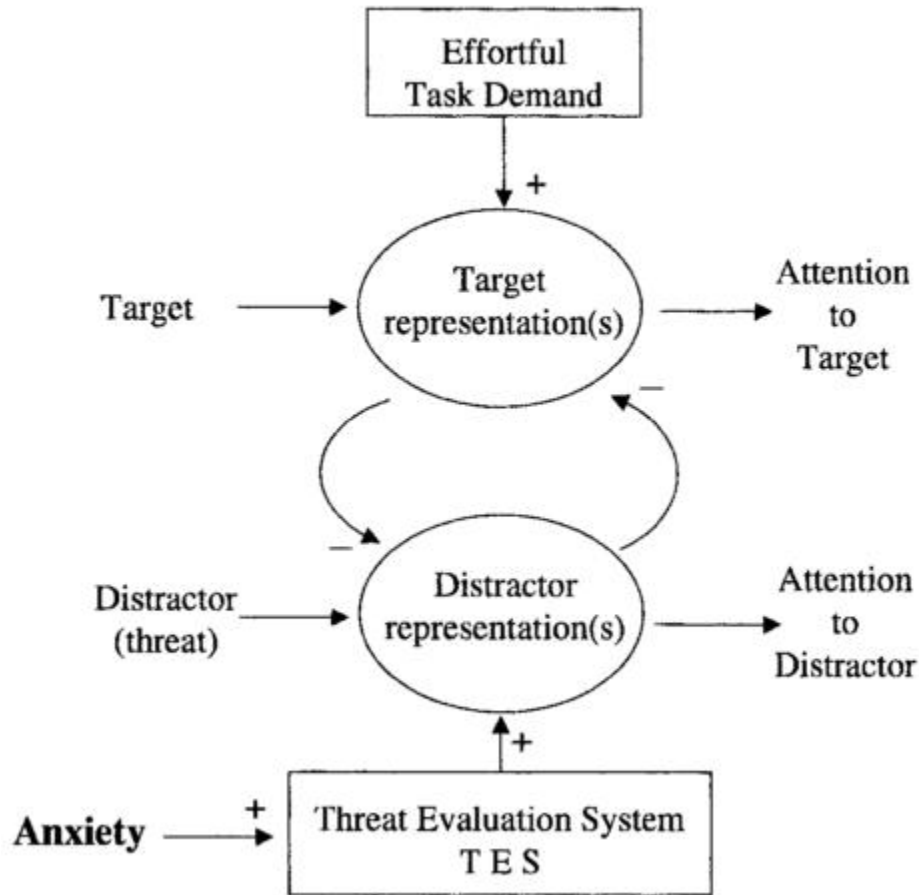 Effortful
Task Demand
+
Target
Target
representation(s)
Attention
to
Target
−
−
Distractor
(threat)
Distractor
representation(s)
Attention
to
Distractor
+
Anxiety
+
Threat Evaluation System
T E S